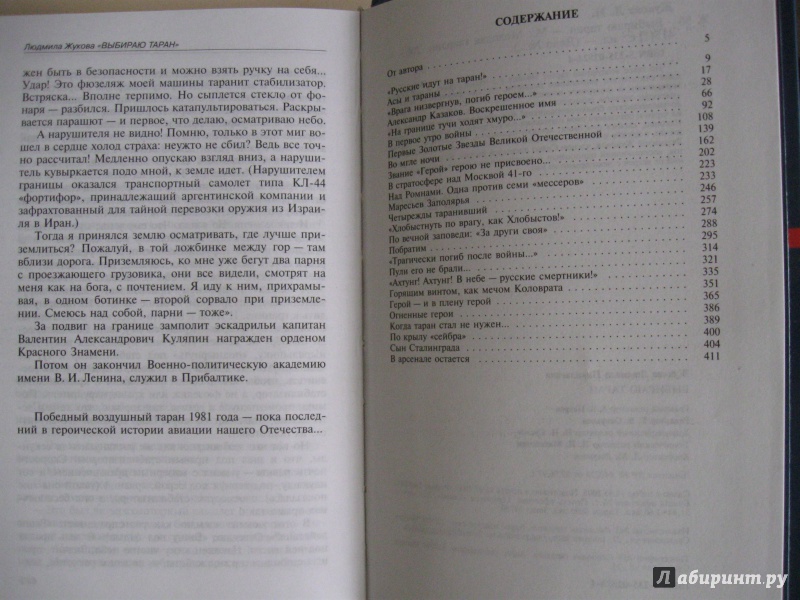 Людмила Жукова «ВЫБИРАЮ ТАРАН»
жен быть в безопасности и можно взять ручку на себя...
Удар! Это фюзеляж моей машины таранит стабилизатор.
Встряска... Вполне терпимо. Но сыплется стекло от фо-
наря — разбился. Пришлось катапультироваться. Раскры-
вается парашют — и первое, что делаю, осматриваю небо.
А нарушителя не видно! Помню, только в этот миг во-
шел в сердце холод страха: неужто не сбил? Ведь все точ-
но рассчитал! Медленно опускаю взгляд вниз, а наруши-
тель кувыркается подо мной, к земле идет. (Нарушителем
границы оказался транспортный самолет типа КЛ-44
«фортифор», принадлежащий аргентинской компании и
зафрахтованный для тайной перевозки оружия из Израи-
ля в Иран.)
Тогда я принялся землю осматривать, где лучше при-
землиться? Пожалуй, в той ложбинке между гор — там
вблизи дорога. Приземляюсь, ко мне уже бегут два парня
с проезжающего грузовика, они все видели, смотрят на
меня как на бога, с почтением. Я иду к ним, прихрамы-
вая, в одном ботинке — второй сорвало при приземле-
нии. Смеюсь над собой, парни — тоже».
За подвиг на границе замполит эскадрильи капитан
Валентин Александрович Куляпин награжден орденом
Красного Знамени.
Потом он закончил Военно-политическую академию
имени В. И. Ленина, служил в Прибалтике.
Победный воздушный таран 1981 года — пока послед-
ний в героической истории авиации нашего Отечества...
СОДЕРЖАНИЕ
От автора 5
«Русские идут на таран!» 9
Асы и тараны 17
«Врага низвергнув, погиб героем...» 28
Александр Казаков. Воскрешенное имя 66
«На границе тучи ходят хмуро...» 92
В первое утро войны 108
Первые Золотые Звезды Великой Отечественной 139
Во мгле ночи 162
Звание «Герой» герою не присвоено... 202
В стратосфере над Москвой 41-го 223
Над Ромнами. Одна против семи «мессеров» 233
Маресьев Заполярья 246
Четырежды таранивший 257
«Хлобыстнуть по врагу, как Хлобыстов!» 274
По вечной заповеди: «За други своя» 288
Побратим 295
«Трагически погиб после войны...» 314
Пули его не брали... 321
«Ахтунг! Ахтунг! В небе — русские смертники!» 335
Горящим винтом, как мечом Коловрата 351
Герой — и в плену герой 365
Огненные герои 386
Когда таран стал не нужен... 389
По крылу «сейбра» 400
Сын Сталинграда 404
В арсенале остается 411
Лабиринт.ру